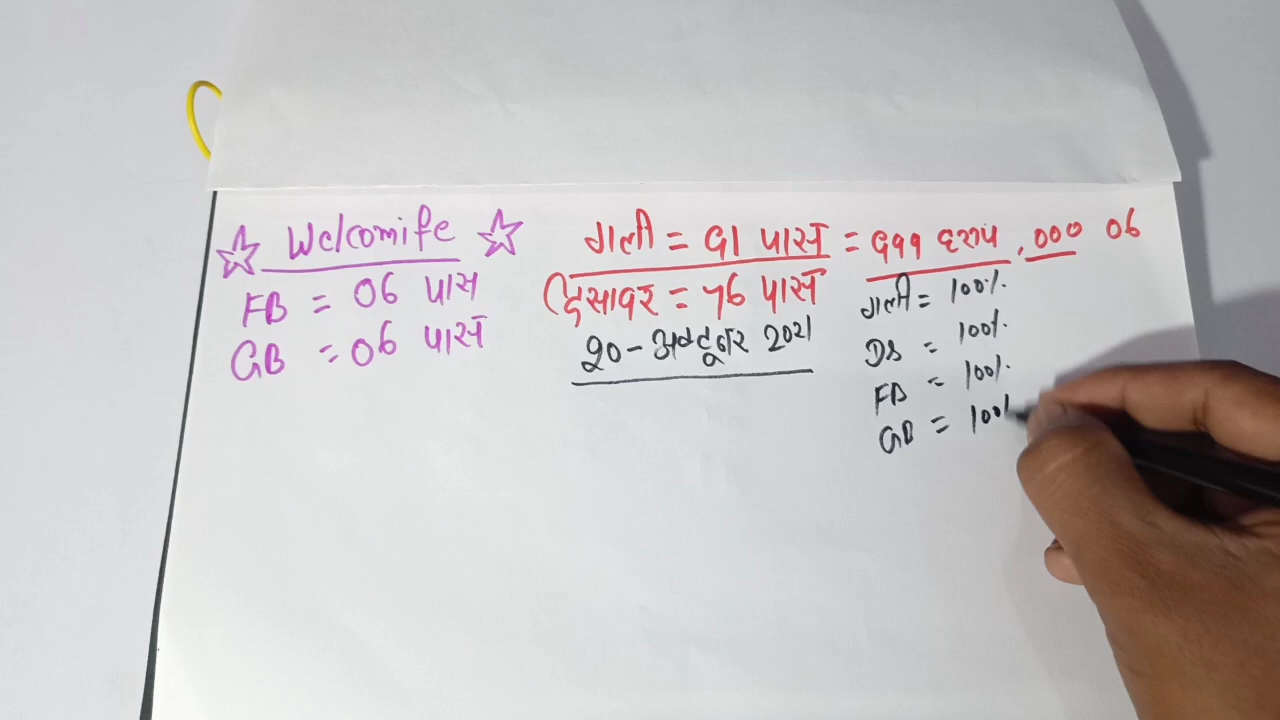 ☆ Welcomife ☆
FB = 06 पास
GB = 06 पास
गली = 91 पास = 999 हराप, 000 06
दिसावर = 76 पास
20 - अक्टूबर 2021
गली = 100%
DS = 100%
FB = 100%
GB = 100%